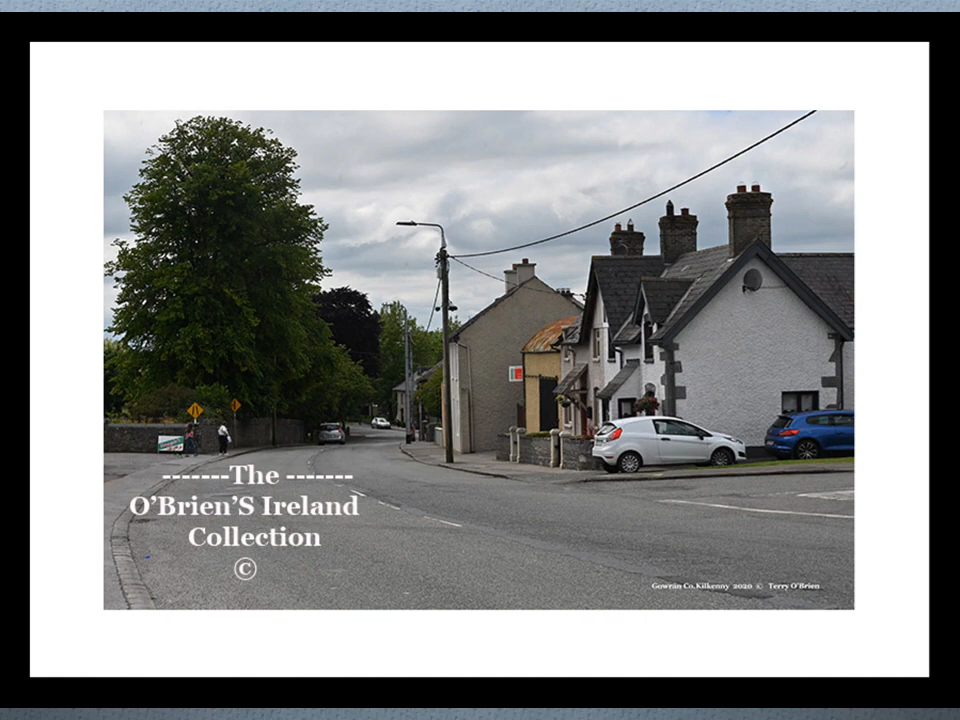 -------The -------
O’Brien’S Ireland
Collection
©
Gowran Co.Kilkenny 2020 © Terry O'Brien